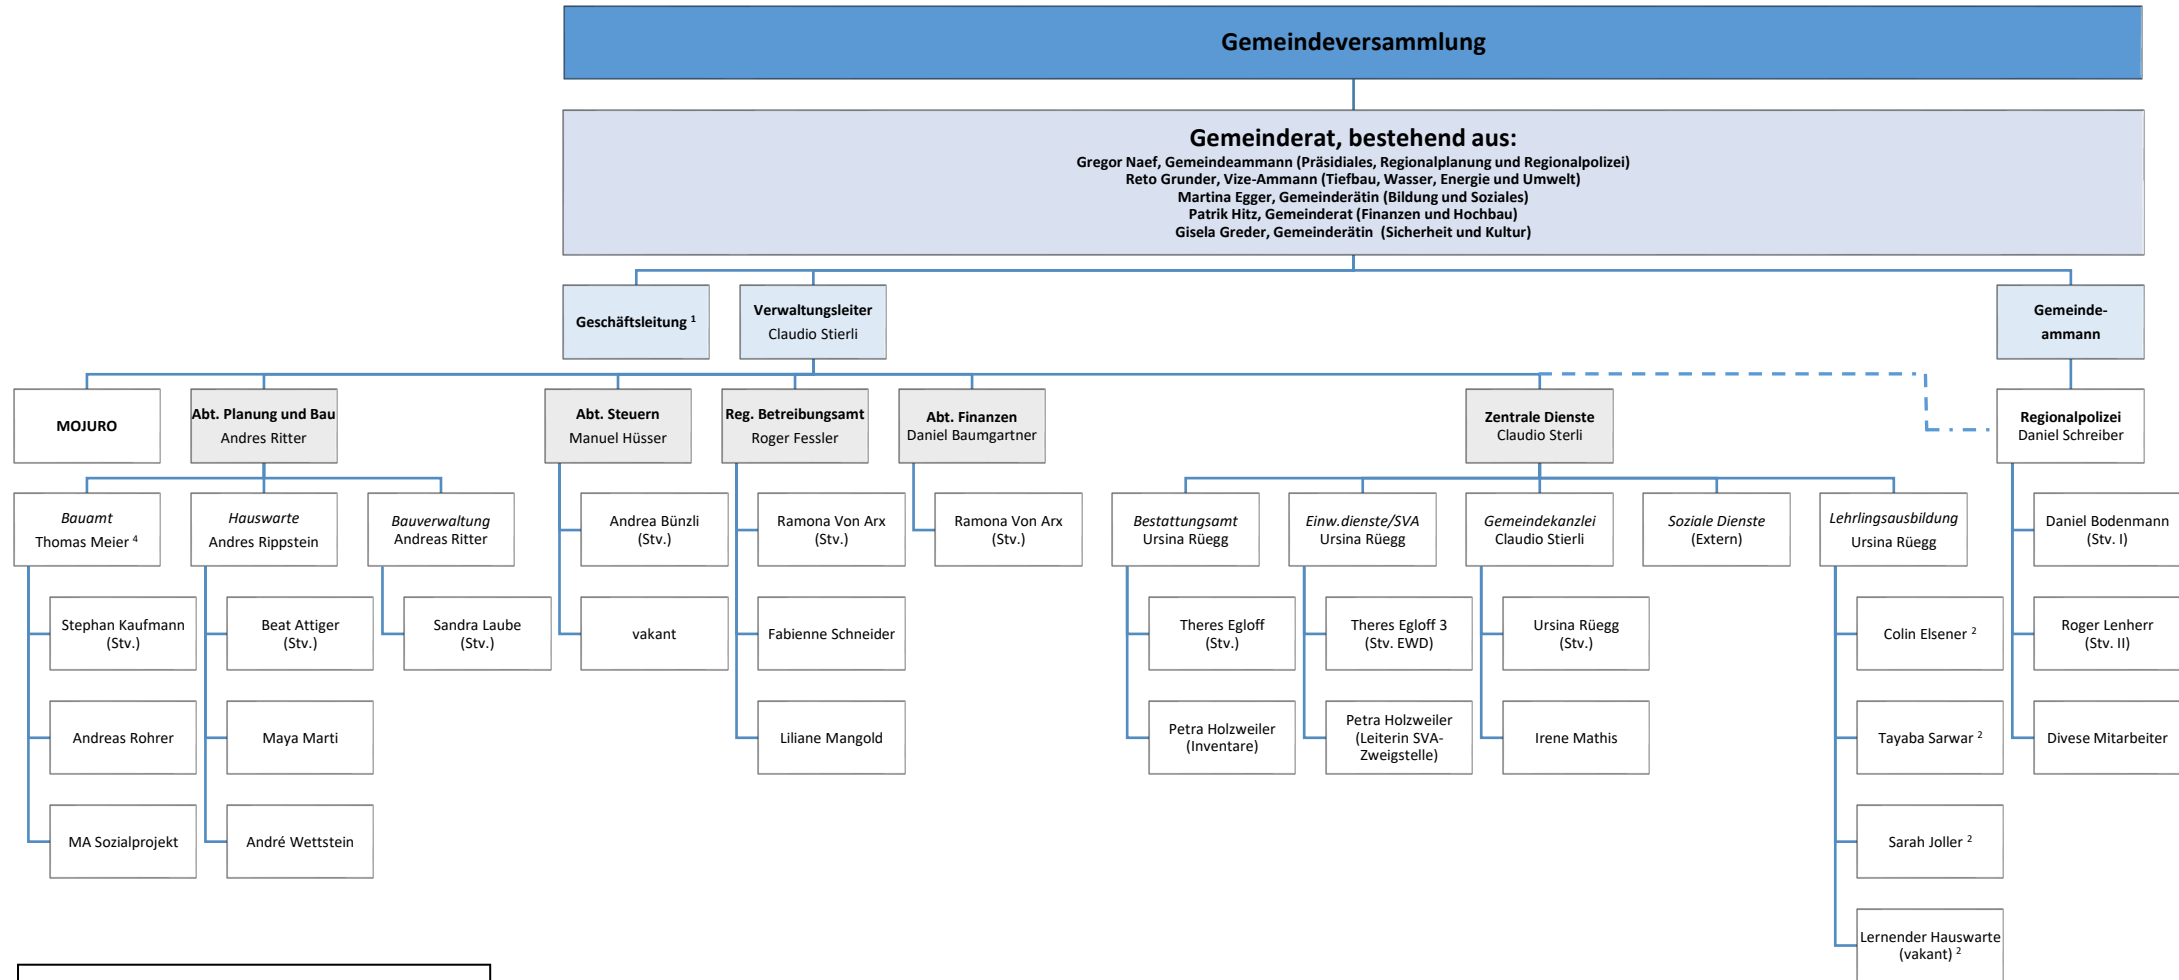 Gemeindeversammlung
Gemeinderat, bestehend aus:
Gregor Naef, Gemeindeammann (Präsidiales, Regionalplanung und Regionalpolizei)
Reto Grunder, Vize-Ammann (Tiefbau, Wasser, Energie und Umwelt)
Martina Egger, Gemeinderätin (Bildung und Soziales)
Patrik Hitz, Gemeinderat (Finanzen und Hochbau)
Gisela Greder, Gemeinderätin (Sicherheit und Kultur)
Geschäftsleitung ¹
Verwaltungsleiter
Claudio Stierli
Gemeinde-
ammann
MOJURO
Abt. Planung und Bau
Andres Ritter
Abt. Steuern
Manuel Hüsser
Reg. Betreibungsamt
Roger Fessler
Abt. Finanzen
Daniel Baumgartner
Zentrale Dienste
Claudio Sterli
Regionalpolizei
Daniel Schreiber
Bauamt
Thomas Meier ⁴
Hauswarte
Andres Rippstein
Bauverwaltung
Andreas Ritter
Andrea Bünzli
(Stv.)
Ramona Von Arx
(Stv.)
Ramona Von Arx
(Stv.)
Bestattungsamt
Ursina Rüegg
Einw.dienste/SVA
Ursina Rüegg
Gemeindekanzlei
Claudio Stierli
Soziale Dienste
(Extern)
Lehrlingsausbildung
Ursina Rüegg
Daniel Bodenmann
(Stv. I)
Stephan Kaufmann
(Stv.)
Beat Attiger
(Stv.)
Sandra Laube
(Stv.)
vakant
Fabienne Schneider
Theres Egloff
(Stv.)
Theres Egloff 3
(Stv. EWD)
Ursina Rüegg
(Stv.)
Colin Elsener ²
Roger Lenherr
(Stv. II)
Andreas Rohrer
Maya Marti
Liliane Mangold
Petra Holzweiler
(Inventare)
Petra Holzweiler
(Leiterin SVA-
Zweigstelle)
Irene Mathis
Tayaba Sarwar ²
Divese Mitarbeiter
MA Sozialprojekt
André Wettstein
Sarah Joller ²
Lernender Hauswarte
(vakant) ²